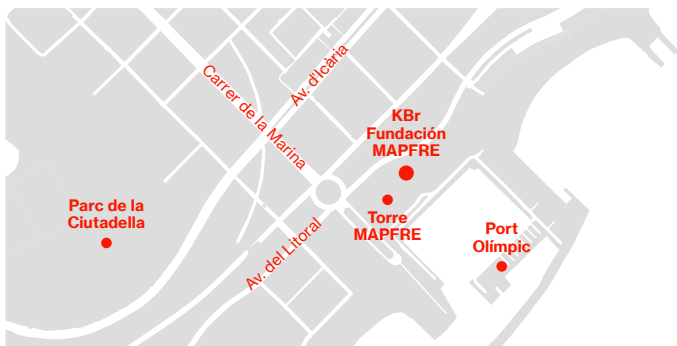 Av. d'Icària
Carrer de la Marina
KBr
Fundación
MAPFRE
Parc de la
Ciutadella
Torre
MAPFRE
Av. del Litoral
Port
Olímpic